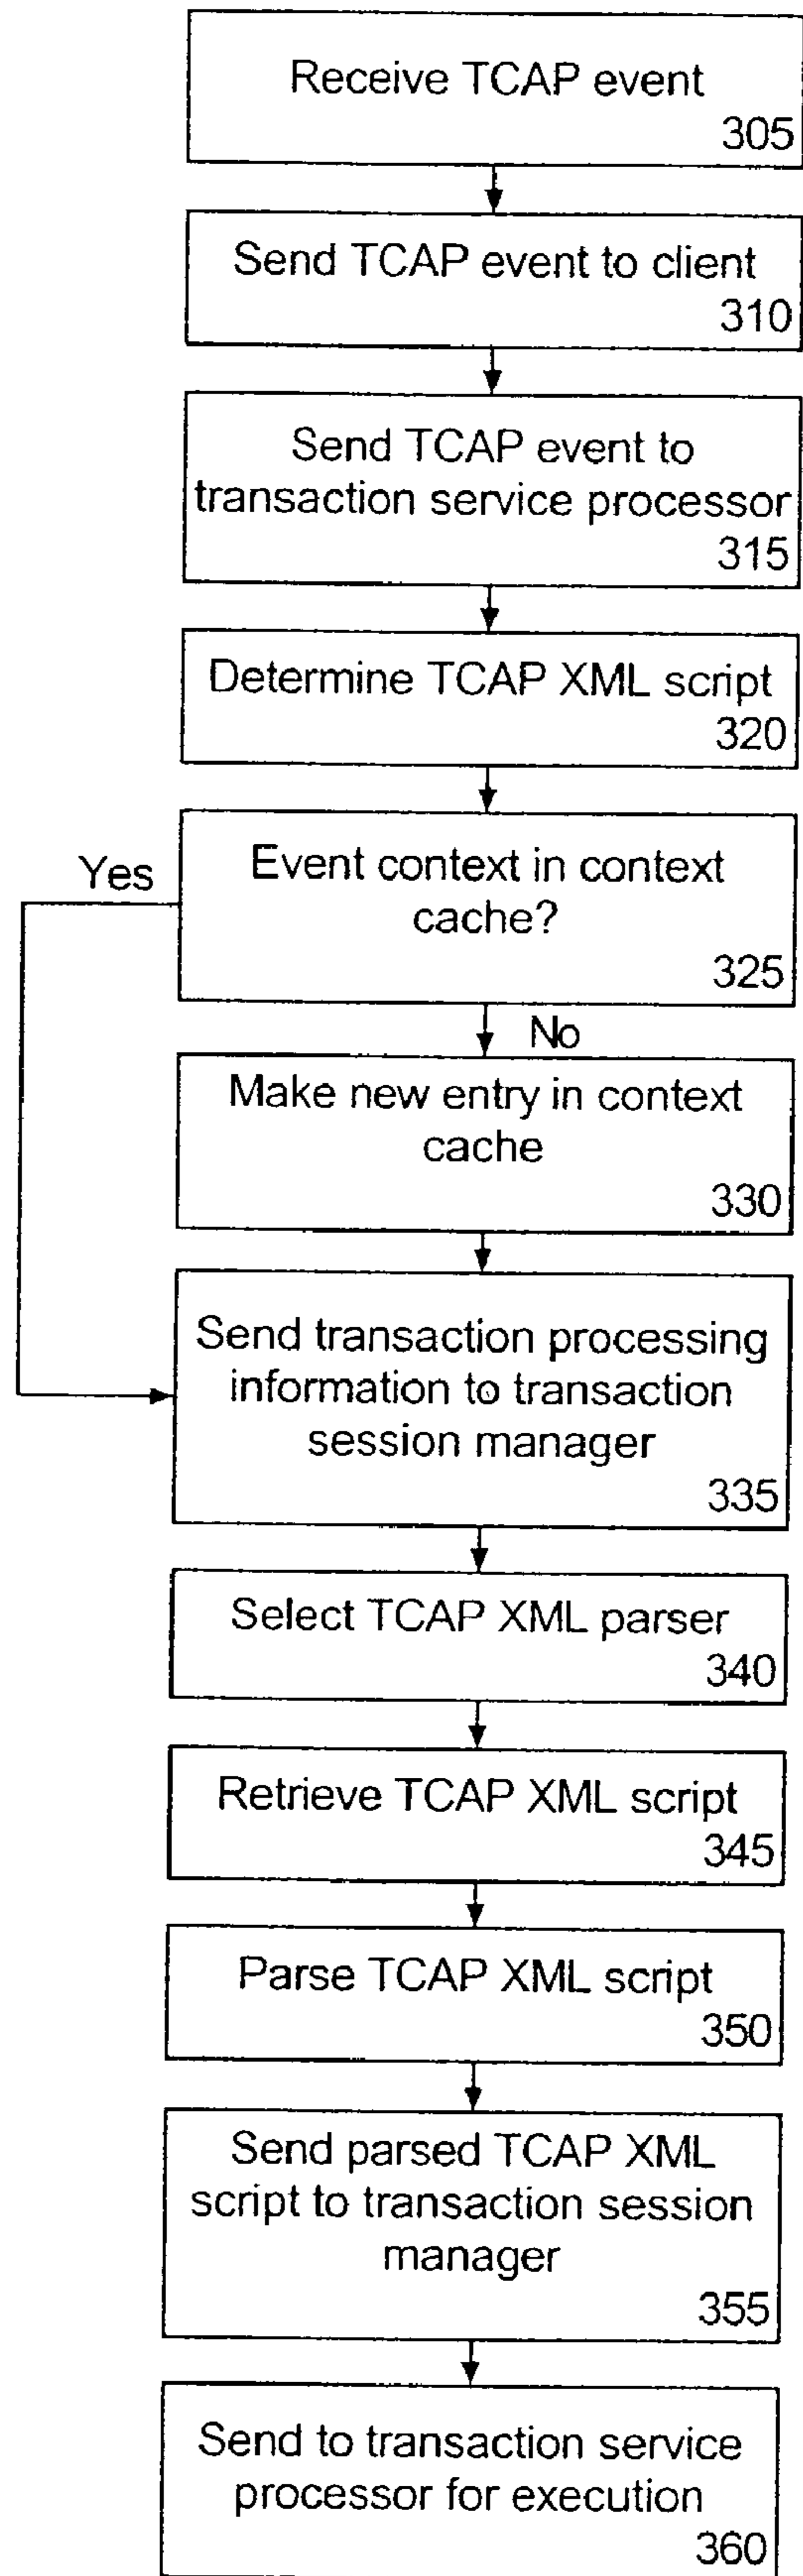 Receive TCAP event
305
Send TCAP event to client
310
Send TCAP event to
transaction service processor
315
Determine TCAP XML script
320
Yes
Event context in context
cache?
325
No
Make new entry in context
cache
330
Send transaction processing
information to transaction
session manager
335
Select TCAP XML parser
340
Retrieve TCAP XML script
345
Parse TCAP XML script
350
Send parsed TCAP XML
script to transaction session
manager
355
Send to transaction service
processor for execution
360